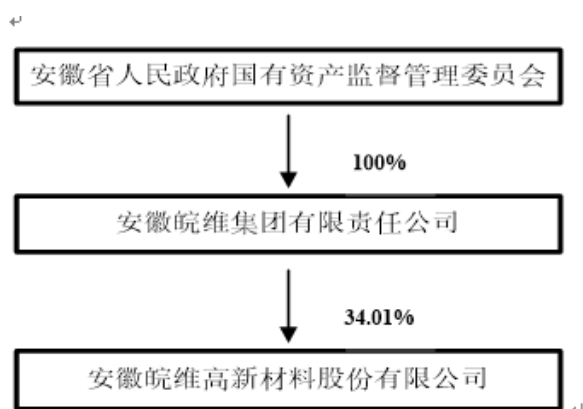 安徽省人民政府国有资产监督管理委员会
100%
安徽皖维集团有限责任公司
34.01%
安徽皖维高新材料股份有限公司